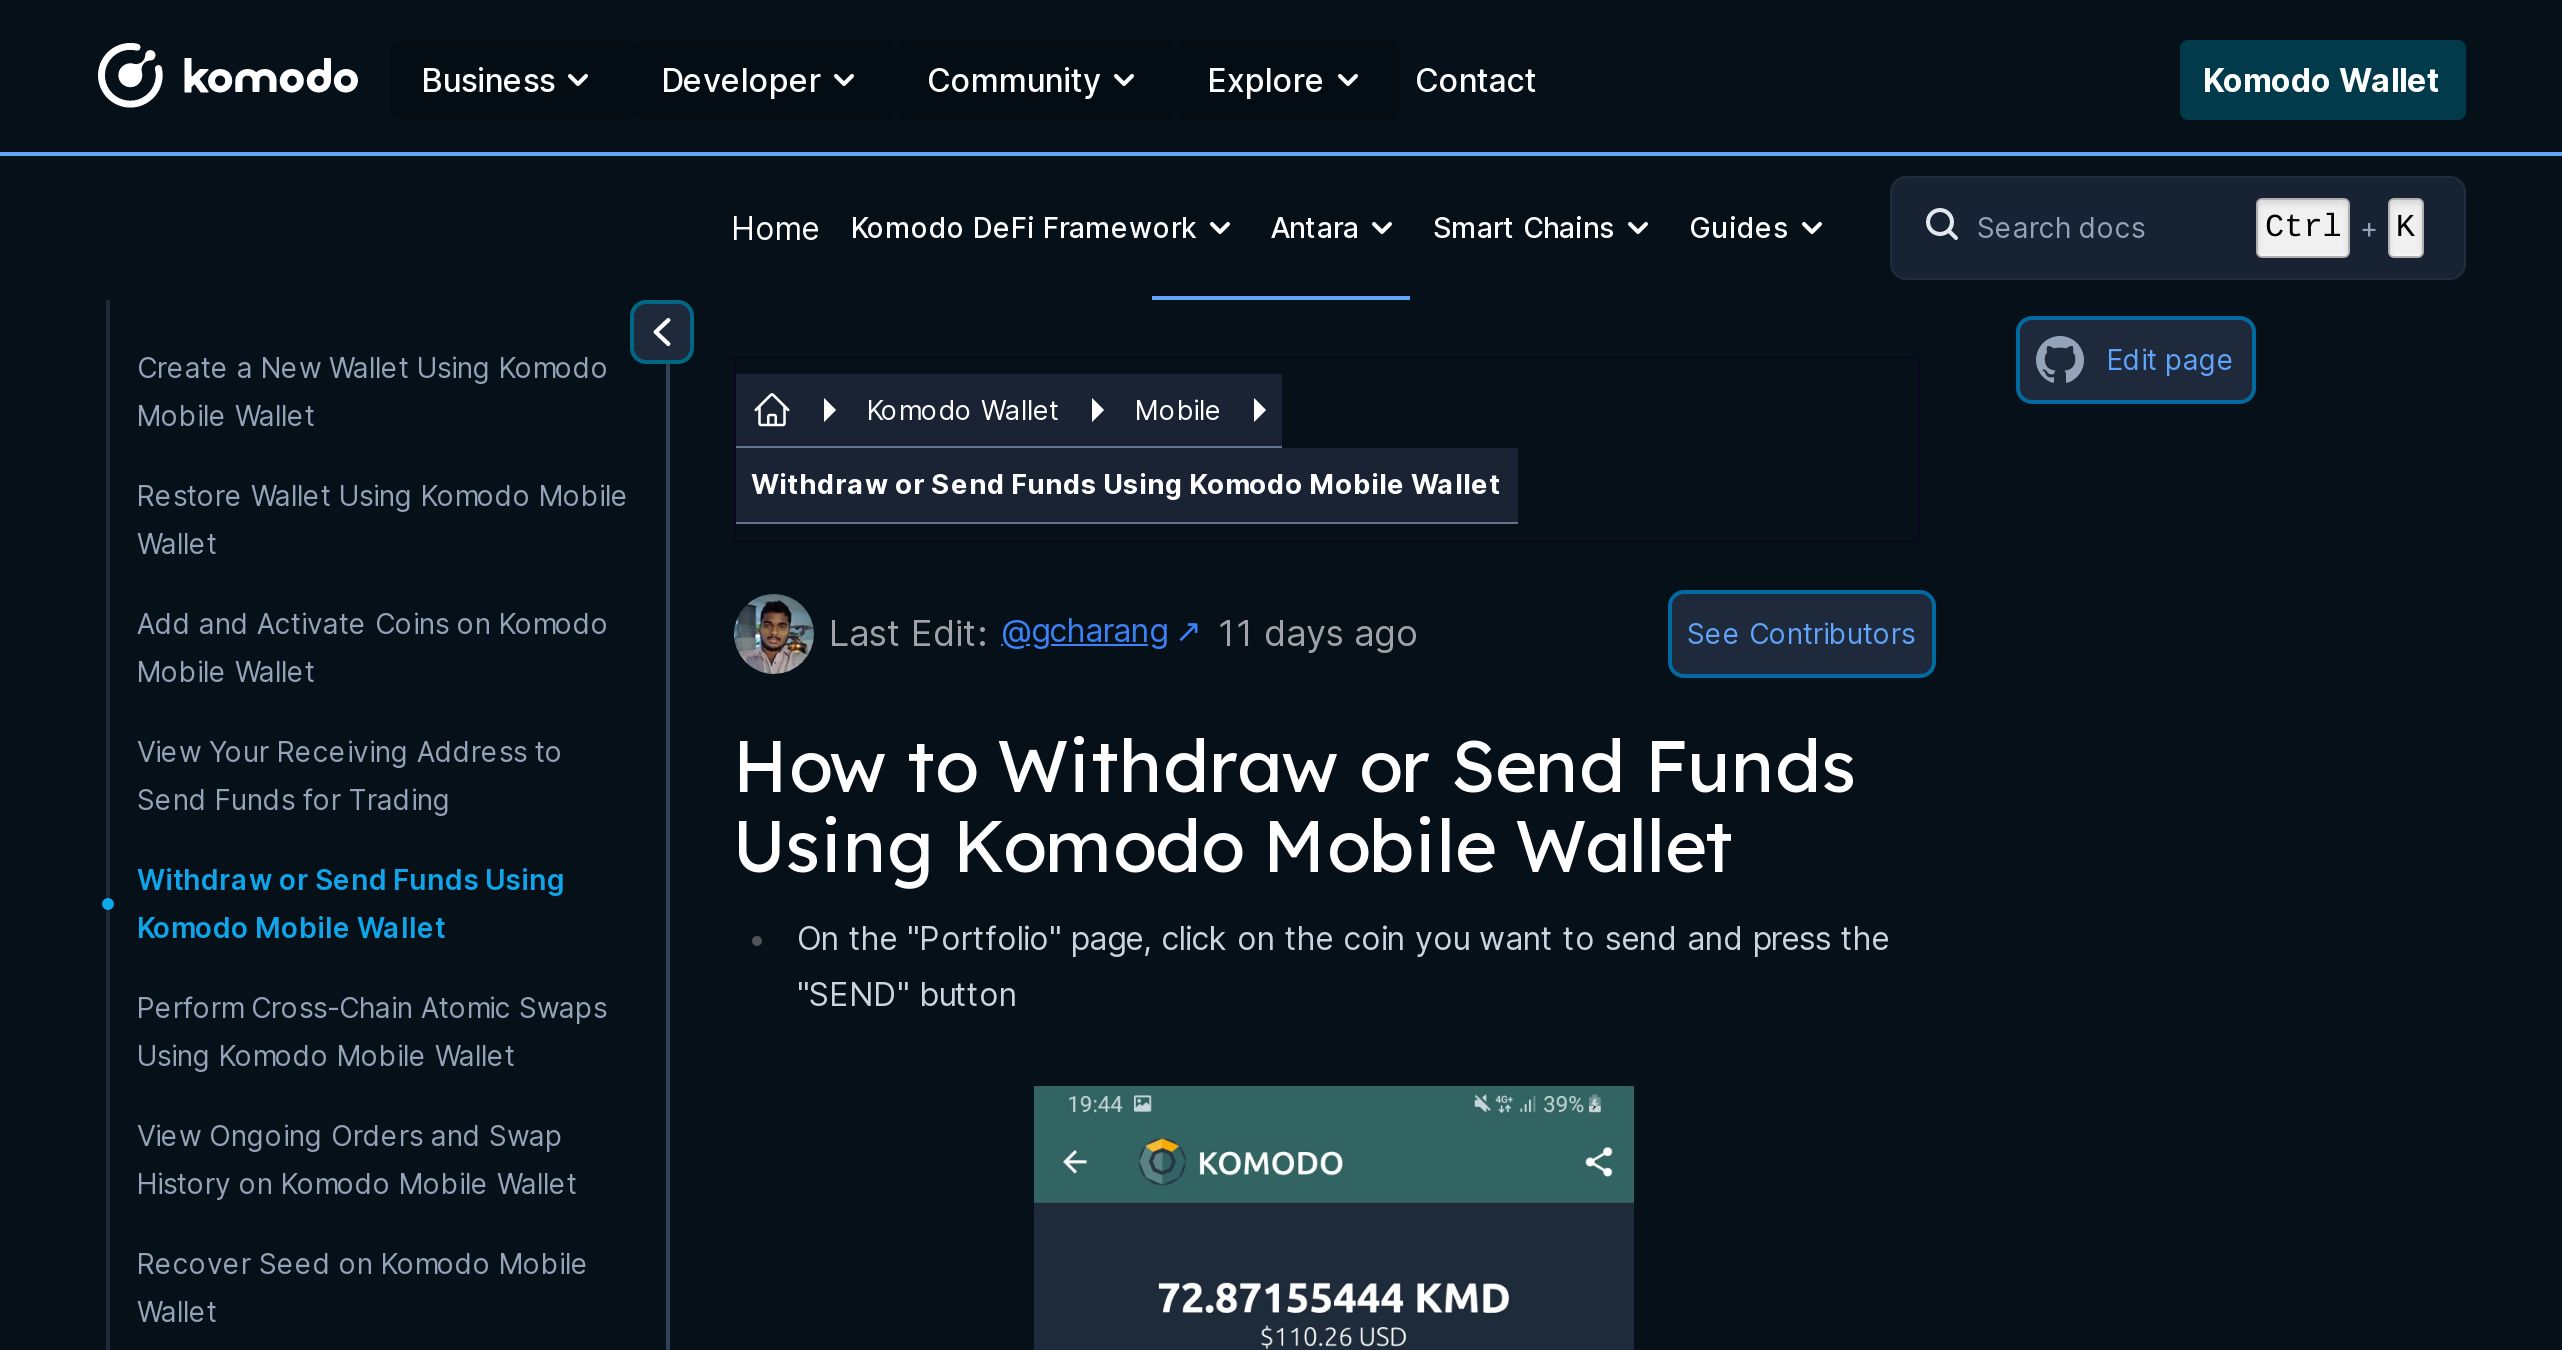 komodo Business Developer Community Explore Contact Komodo Wallet
Home Komodo DeFi Framework Antara Smart Chains Guides Search docs Ctrl + K
Create a New Wallet Using Komodo
Mobile Wallet
Restore Wallet Using Komodo Mobile
Wallet
Add and Activate Coins on Komodo
Mobile Wallet
View Your Receiving Address to
Send Funds for Trading
Withdraw or Send Funds Using
Komodo Mobile Wallet
Perform Cross-Chain Atomic Swaps
Using Komodo Mobile Wallet
View Ongoing Orders and Swap
History on Komodo Mobile Wallet
Recover Seed on Komodo Mobile
Wallet
Komodo Wallet Mobile
Withdraw or Send Funds Using Komodo Mobile Wallet
Edit page
Last Edit: @gcharang ↗ 11 days ago
See Contributors
How to Withdraw or Send Funds
Using Komodo Mobile Wallet
• On the "Portfolio" page, click on the coin you want to send and press the
"SEND" button
19:44 4G+ 39%
KOMODO
72.87155444 KMD
$110.26 USD